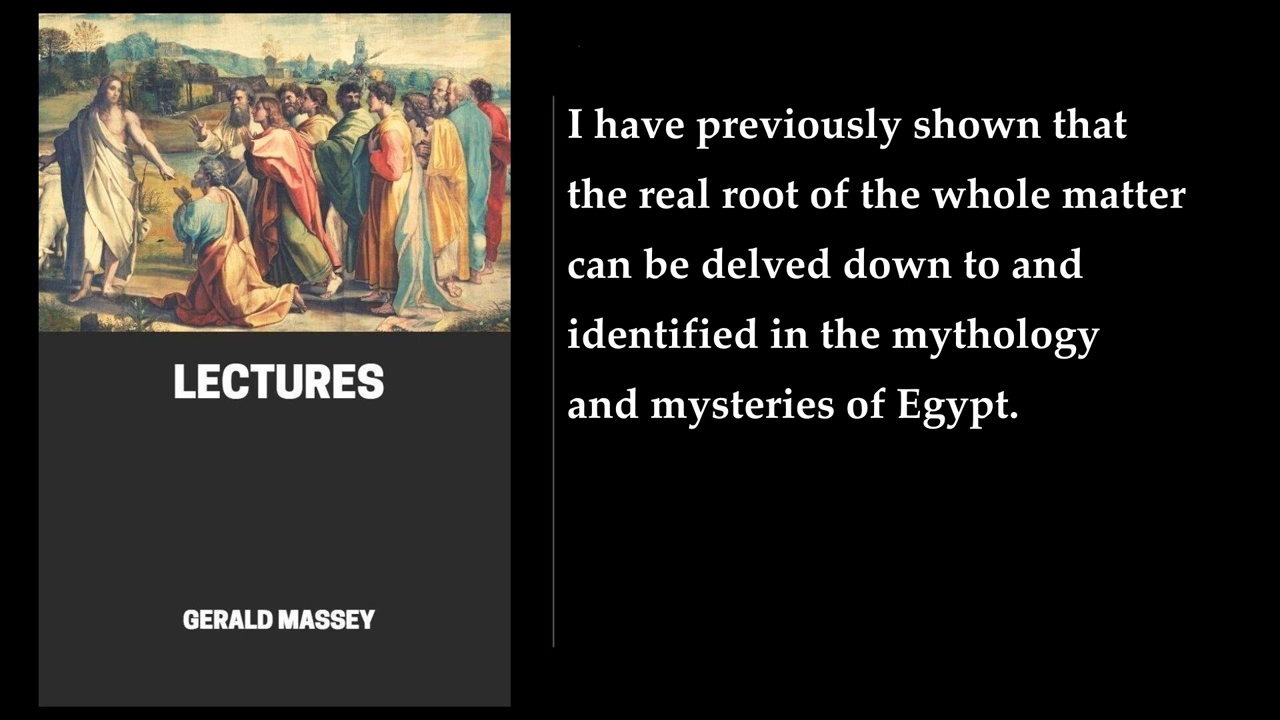 LECTURES
GERALD MASSEY
I have previously shown that
the real root of the whole matter
can be delved down to and
identified in the mythology
and mysteries of Egypt.